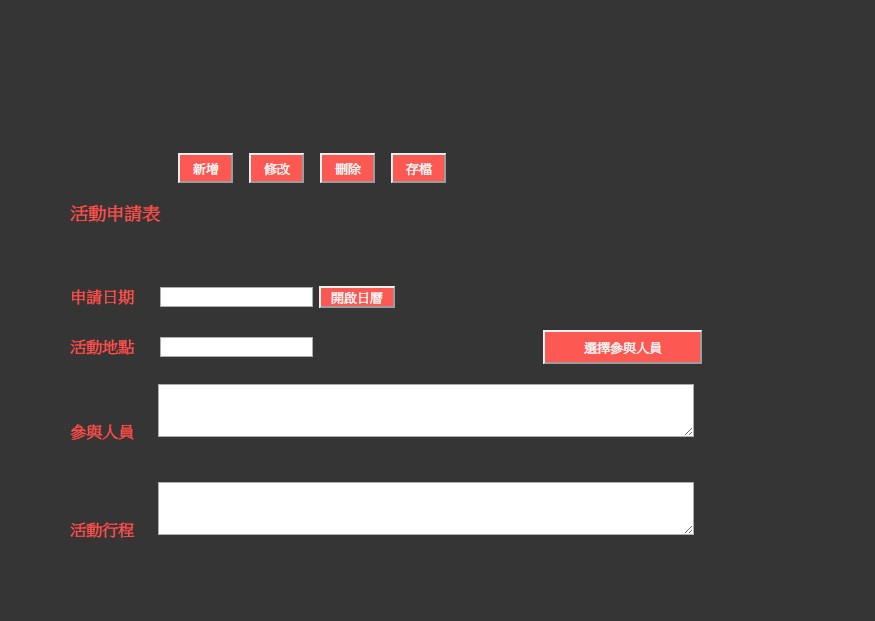 新增 修改 刪除 存檔
活動申請表
申請日期 開啟日曆
活動地點 選擇參與人員
參與人員
活動行程